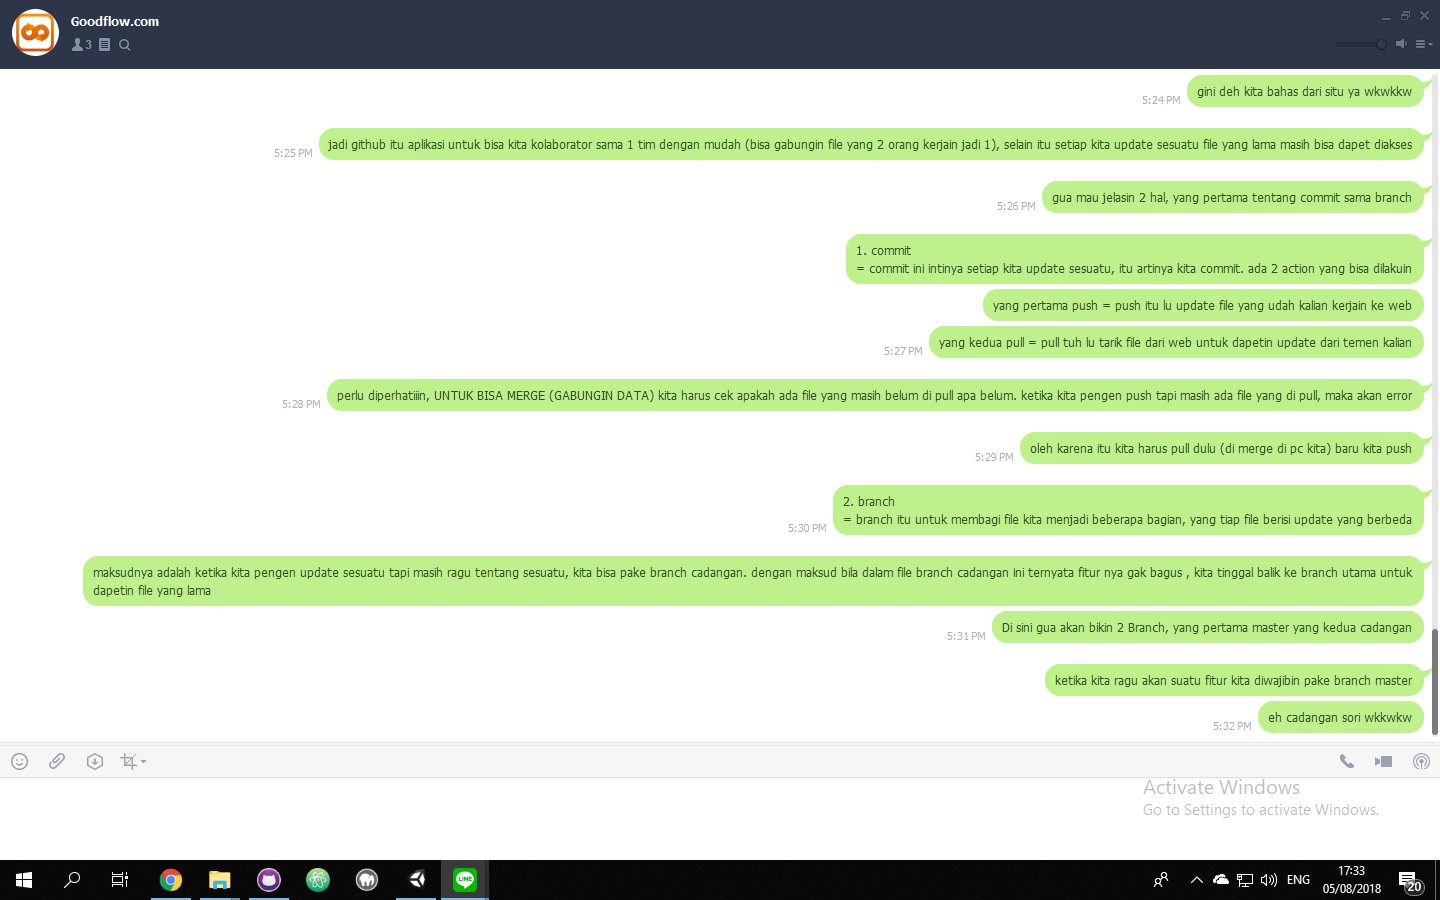 Goodflow.com
3
gini deh kita bahas dari situ ya wkwkkw
5:24 PM
jadi github itu aplikasi untuk bisa kita kolaborator sama 1 tim dengan mudah (bisa gabungin file yang 2 orang kerjain jadi 1), selain itu setiap kita update sesuatu file yang lama masih bisa dapet diakses
5:25 PM
gua mau jelasin 2 hal, yang pertama tentang commit sama branch
5:26 PM
1. commit
= commit ini intinya setiap kita update sesuatu, itu artinya kita commit. ada 2 action yang bisa dilakuin
yang pertama push = push itu lu update file yang udah kalian kerjain ke web
yang kedua pull = pull tuh lu tarik file dari web untuk dapetin update dari temen kalian
5:27 PM
perlu diperhatiiin, UNTUK BISA MERGE (GABUNGIN DATA) kita harus cek apakah ada file yang masih belum di pull apa belum. ketika kita pengen push tapi masih ada file yang di pull, maka akan error
5:28 PM
oleh karena itu kita harus pull dulu (di merge di pc kita) baru kita push
5:29 PM
2. branch
= branch itu untuk membagi file kita menjadi beberapa bagian, yang tiap file berisi update yang berbeda
5:30 PM
maksudnya adalah ketika kita pengen update sesuatu tapi masih ragu tentang sesuatu, kita bisa pake branch cadangan. dengan maksud bila dalam file branch cadangan ini ternyata fitur nya gak bagus , kita tinggal balik ke branch utama untuk
dapetin file yang lama
Di sini gua akan bikin 2 Branch, yang pertama master yang kedua cadangan
5:31 PM
ketika kita ragu akan suatu fitur kita diwajibin pake branch master
eh cadangan sori wkkwkw
5:32 PM
Activate Windows
Go to Settings to activate Windows.
LINE
ENG
17:33
05/08/2018
20